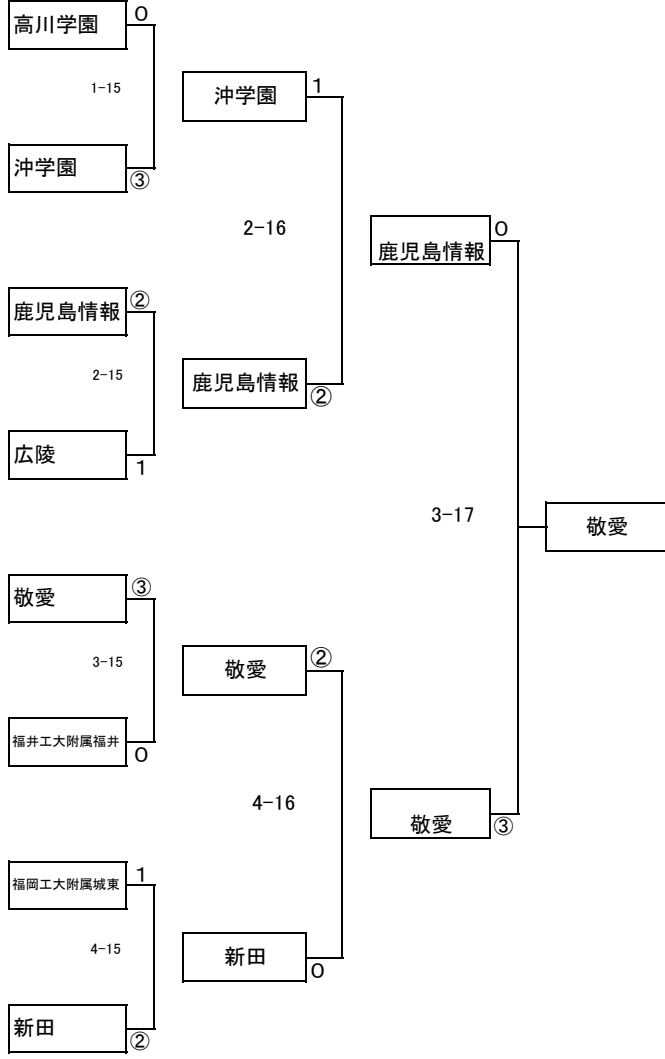 高川学園
0
1-15
沖学園
1
沖学園
③
2-16
鹿児島情報
0
鹿児島情報
②
2-15
鹿児島情報
②
広陵
1
3-17
敬愛
敬愛
③
3-15
敬愛
②
福井工大附属福井
0
4-16
敬愛
③
福岡工大附属城東
1
4-15
新田
0
新田
②